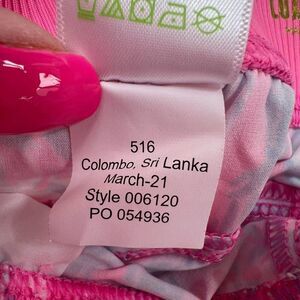 516
Colombo, Sri Lanka
March-21
Style 006120
PO 054936